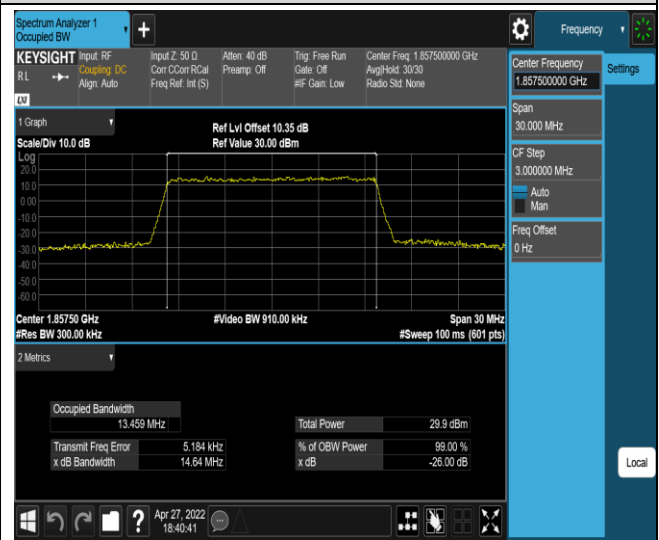 Spectrum Analyzer 1
Occupied BW
+
Frequency
KEYSIGHT
RL
LXI
Input: RF
Coupling: DC
Align: Auto
Input Z: 50 Ω
Corr CCorr RCal
Freq Ref: Int (S)
Atten: 40 dB
Preamp: Off
Trig: Free Run
Gate: Off
#IF Gain: Low
Center Freq: 1.857500000 GHz
Avg|Hold: 30/30
Radio Std: None
Center Frequency
1.857500000 GHz
Settings
Span
30.000 MHz
CF Step
3.000000 MHz
Auto
Man
Freq Offset
0 Hz
1 Graph
Scale/Div 10.0 dB
Ref Lvl Offset 10.35 dB
Ref Value 30.00 dBm
Log
20.0
10.0
0.00
-10.0
-20.0
-30.0
-40.0
-50.0
-60.0
Center 1.85750 GHz
#Video BW 910.00 kHz
Span 30 MHz
#Res BW 300.00 kHz
#Sweep 100 ms (601 pts)
2 Metrics
Occupied Bandwidth
13.459 MHz
Total Power 29.9 dBm
Transmit Freq Error 5.184 kHz
% of OBW Power 99.00 %
x dB Bandwidth 14.64 MHz
x dB -26.00 dB
Local
?
Apr 27, 2022
18:40:41